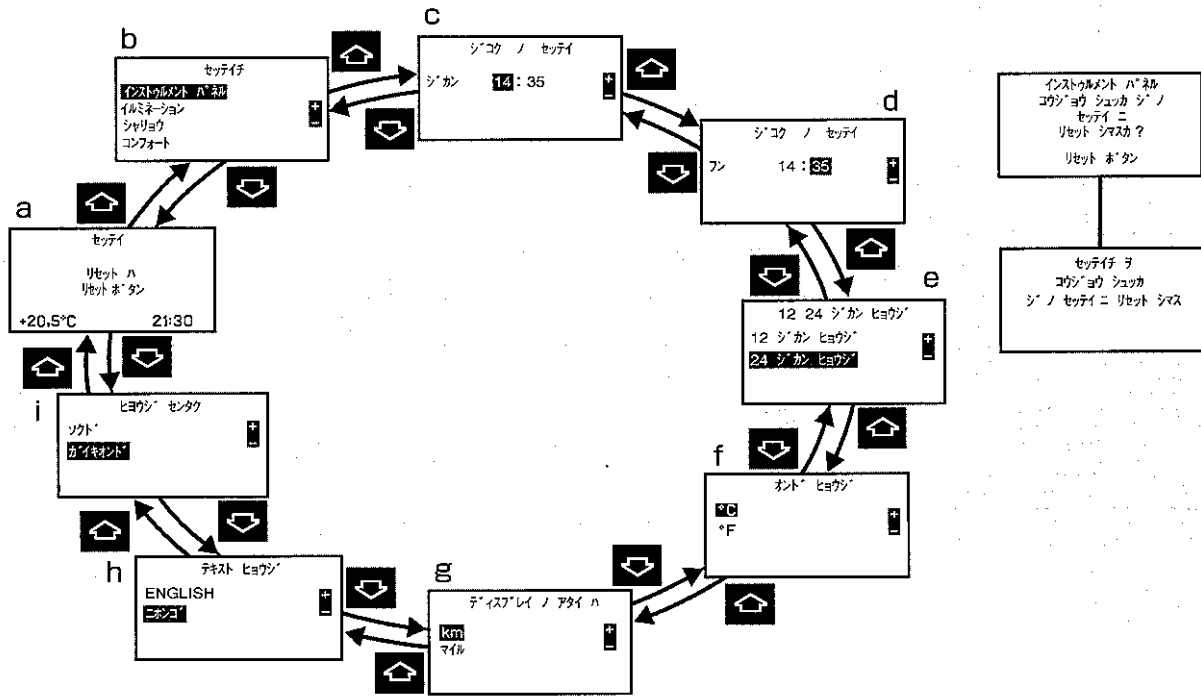 a
セッテイ
リセット ハ
リセット ボタン
+20,5°C 21:30
b
セッテイチ
インストゥルメント パネル
イルミネーション
シャリョウ
コンフォート
+
−
c
ジコク ノ セッテイ
ジカン 14 : 35
+
−
d
ジコク ノ セッテイ
フン 14 : 35
+
−
e
12 24 ジカン ヒョウジ
12 ジカン ヒョウジ
24 ジカン ヒョウジ
+
−
f
オンド ヒョウジ
°C
°F
+
−
g
ディスプレイ ノ アタイ ハ
km
マイル
+
−
h
テキスト ヒョウジ
ENGLISH
ニホンゴ
+
−
i
ヒヨウジ センタク
ソクド
ガイキオンド
+
−
インストゥルメント パネル
コウジョウ シュッカ ジ ノ
セッテイ ニ
リセット シマスカ ?
リセット ボタン
セッテイチ ヲ
コウジョウ シュッカ
ジ ノ セッテイ ニ リセット シマス